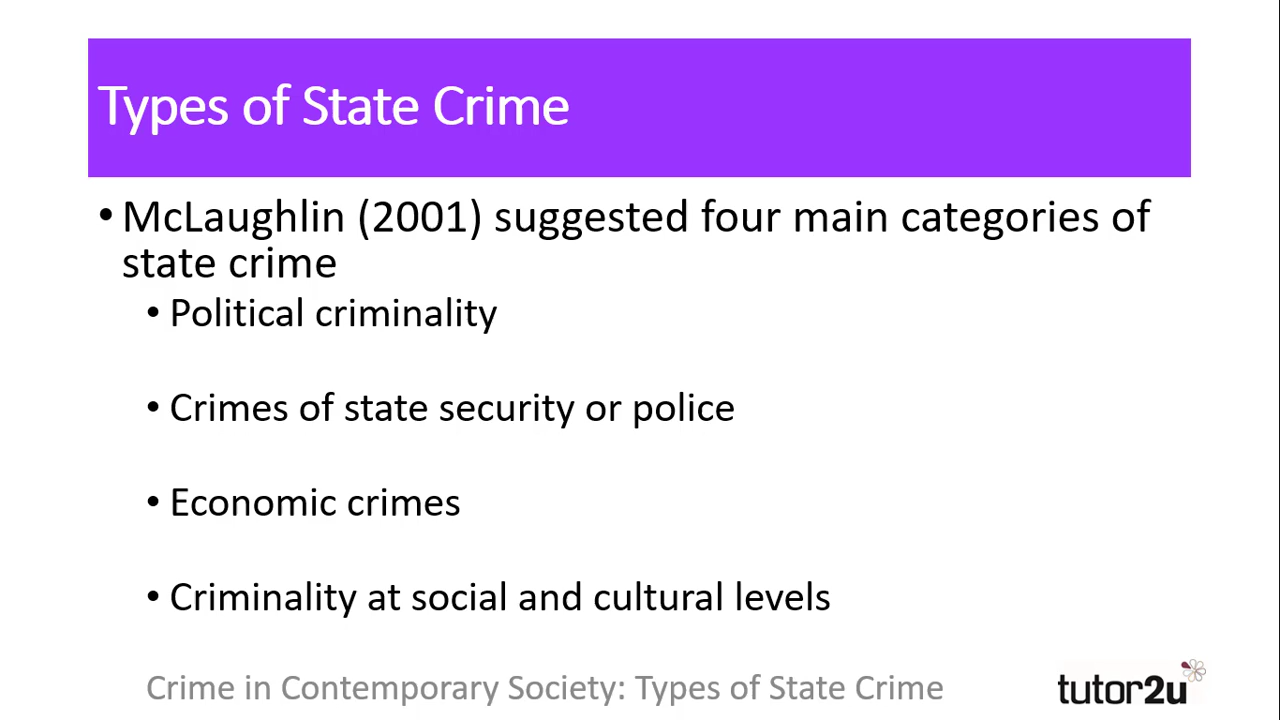 Types of State Crime
• McLaughlin (2001) suggested four main categories of
state crime
• Political criminality
• Crimes of state security or police
• Economic crimes
• Criminality at social and cultural levels
Crime in Contemporary Society: Types of State Crime
tutor2u